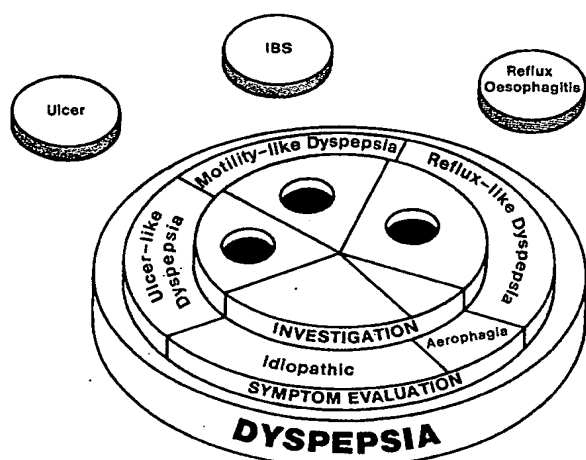 IBS
Ulcer
Reflux
Oesophagitis
Motility-like Dyspepsia
Reflux-like Dyspepsia
Ulcer-like
Dyspepsia
INVESTIGATION
Aerophagia
Idiopathic
SYMPTOM EVALUATION
DYSPEPSIA